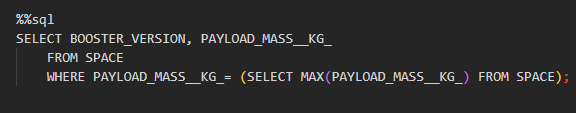 %%sql
SELECT BOOSTER_VERSION, PAYLOAD_MASS__KG_
    FROM SPACE
    WHERE PAYLOAD_MASS__KG_= (SELECT MAX(PAYLOAD_MASS__KG_) FROM SPACE);